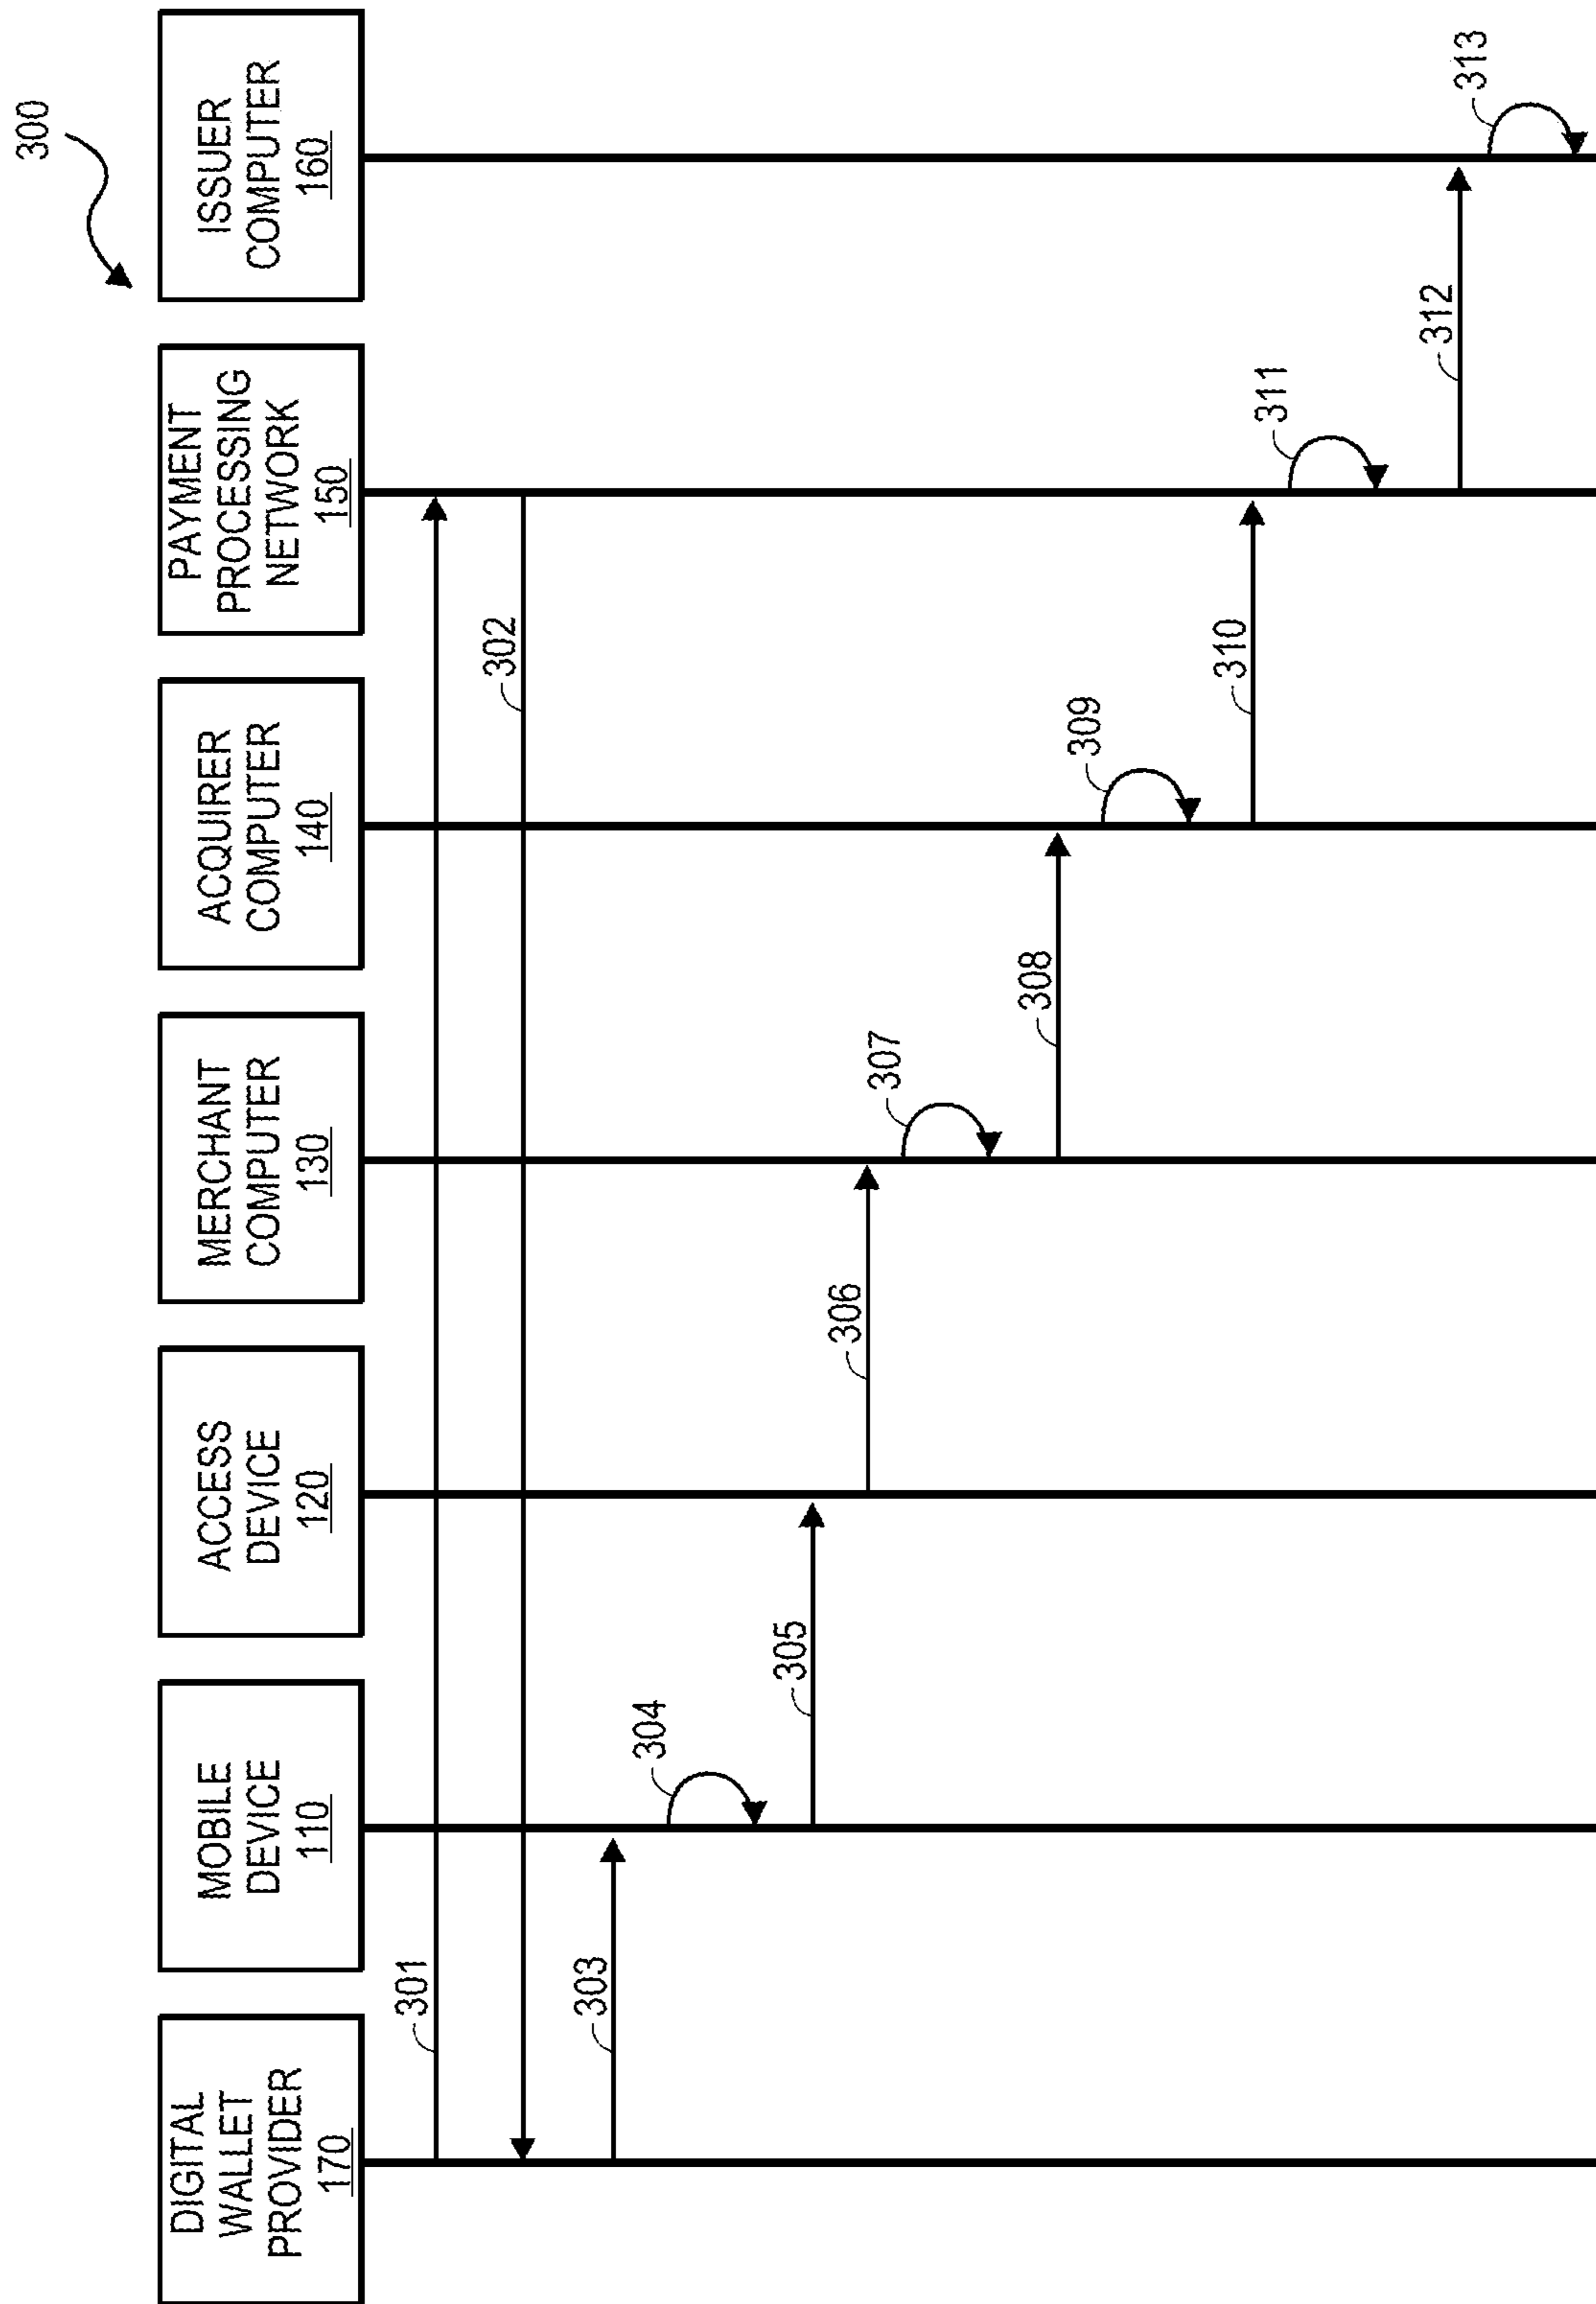 300
DIGITAL
WALLET
PROVIDER
170
MOBILE
DEVICE
110
ACCESS
DEVICE
120
MERCHANT
COMPUTER
130
ACQUIRER
COMPUTER
140
PAYMENT
PROCESSING
NETWORK
150
ISSUER
COMPUTER
160
301
302
303
304
305
306
307
308
309
310
311
312
313